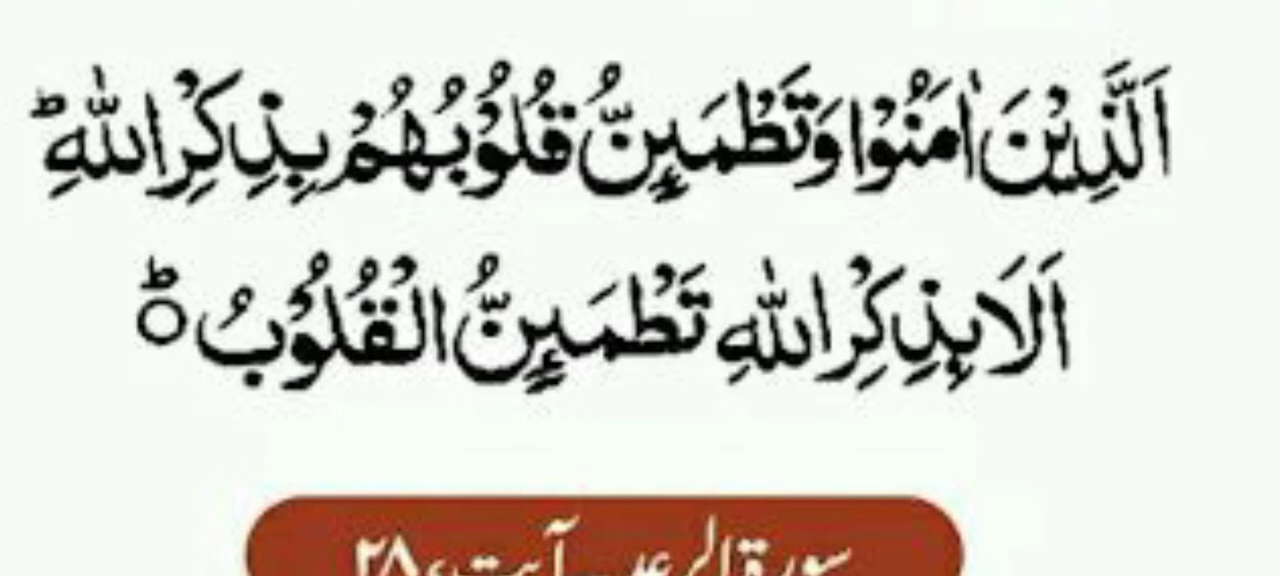 اَلَّذِيْنَ اٰمَنُوْا وَتَطْمَئِنُّ قُلُوْبُهُمْ بِذِكْرِ اللّٰهِ ؕ
اَلَا بِذِكْرِ اللّٰهِ تَطْمَئِنُّ الْقُلُوْبُ ؕ○
سورۃ الرعد۔ آیت، ۲۸